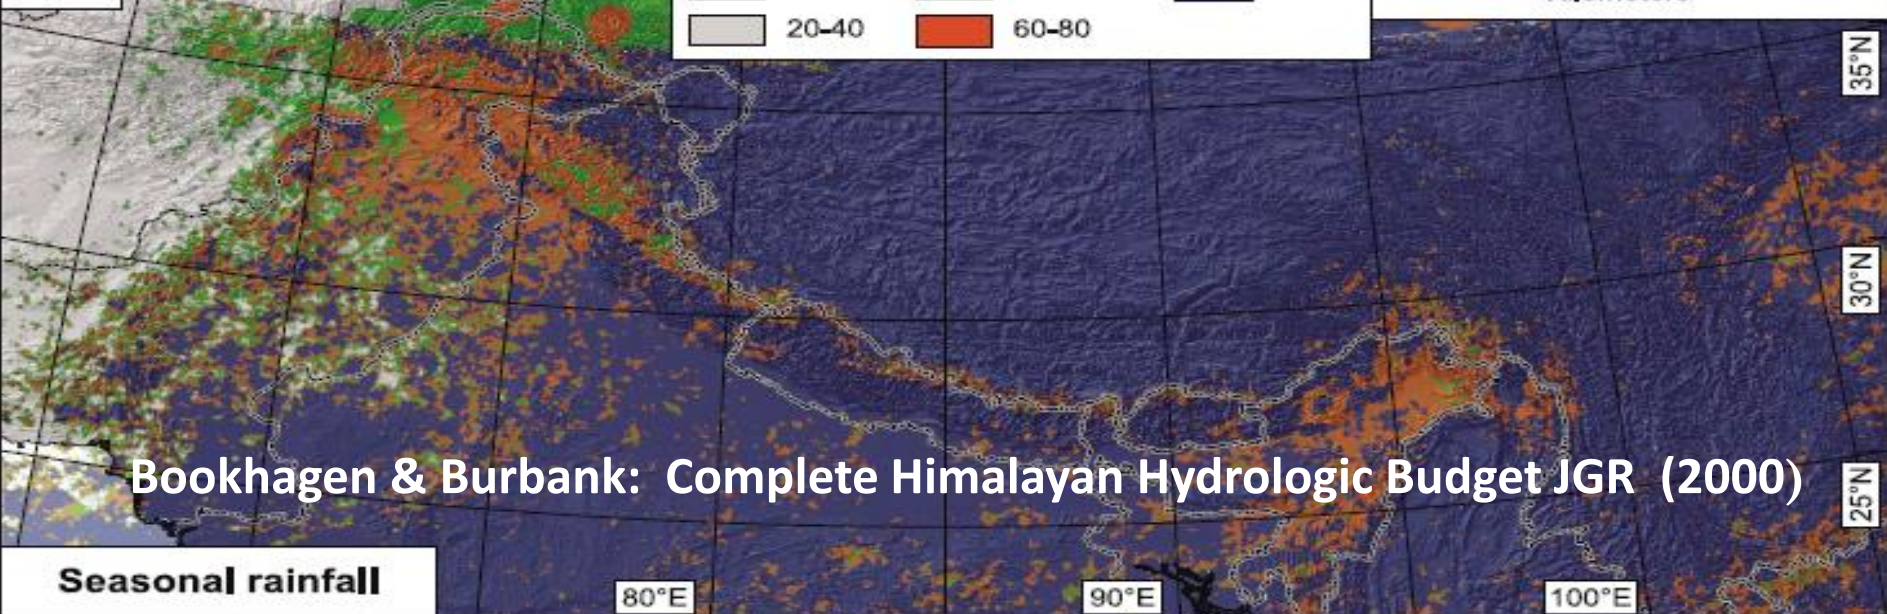 20-40
60-80
35°N
30°N
Bookhagen & Burbank: Complete Himalayan Hydrologic Budget JGR (2000)
25°N
Seasonal rainfall
80°E
90°E
100°E